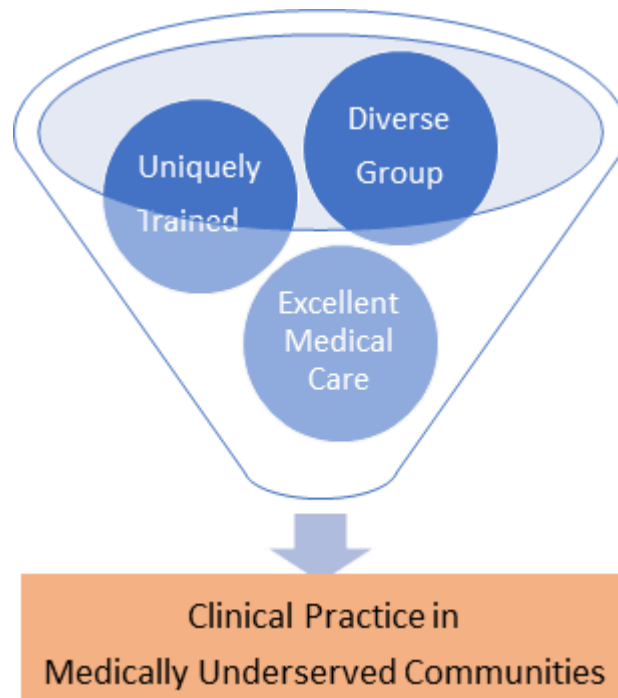 Diverse
Group
Uniquely
Trained
Excellent
Medical
Care
Clinical Practice in
Medically Underserved Communities